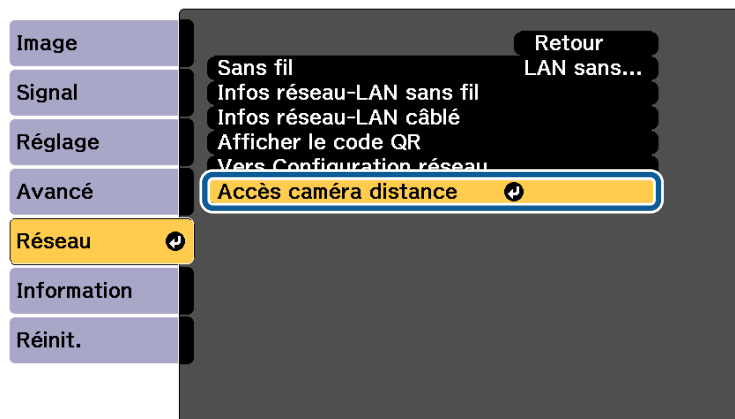 Image
Signal
Réglage
Avancé
Réseau
Information
Réinit.
Retour
Sans fil LAN sans...
Infos réseau-LAN sans fil
Infos réseau-LAN câblé
Afficher le code QR
Vers Configuration réseau
Accès caméra distance